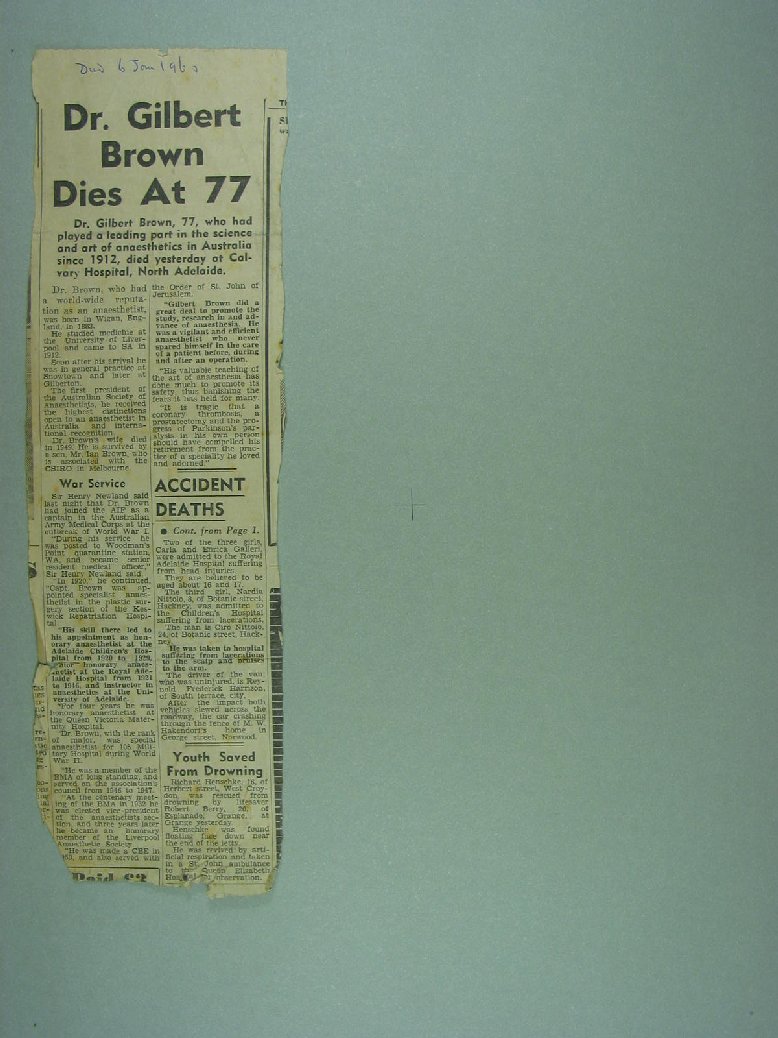 Died 6 Jan 1960
Dr. Gilbert
Brown
Dies At 77
Dr. Gilbert Brown, 77, who had
played a leading part in the science
and art of anaesthetics in Australia
since 1912, died yesterday at Cal-
vary Hospital, North Adelaide.
Dr. Brown, who had
a world-wide reputa-
tion as an anaesthetist,
was born in Wigan, Eng-
land, in 1883.
He studied medicine at
the University of Liver-
pool and came to SA in
1912.
Soon after his arrival he
was in general practice at
Snowtown and later at
Gilberton.
The first president of
the Australian Society of
Anaesthetists, he received
the highest distinctions
open to an anaesthetist in
Australia and interna-
tional recognition.
Dr. Brown's wife died
in 1949. He is survived by
a son, Mr. Ian Brown, who
is associated with the
CSIRO in Melbourne.
War Service
Sir Henry Newland said
last night that Dr. Brown
had joined the AIF as a
captain in the Australian
Army Medical Corps at the
outbreak of World War I.
"During his service he
was posted to Woodman's
Point quarantine station,
WA, and became senior
resident medical officer,"
Sir Henry Newland said.
"In 1920," he continued,
"Capt. Brown was ap-
pointed specialist anaes-
thetist in the plastic sur-
gery section of the Kes-
wick Repatriation Hospi-
tal.
"His skill there led to
his appointment as hon-
orary anaesthetist at the
Adelaide Children's Hos-
pital from 1920 to 1929,
honorary anaes-
thetist at the Royal Ade-
laide Hospital from 1921
to 1946, and instructor in
anaesthetics at the Uni-
versity of Adelaide.
"For four years he was
honorary anaesthetist at
the Queen Victoria Mater-
nity Hospital.
"Dr. Brown, with the rank
of major, was special
anaesthetist for 105 Mili-
tary Hospital during World
War II.
"He was a member of the
BMA of long standing, and
served on the association's
council from 1946 to 1947.
"At the centenary meet-
ing of the BMA in 1932 he
was elected vice-president
of the anaesthetists sec-
tion, and three years later
he became an honorary
member of the Liverpool
Anaesthetic Society.
"He was made a CBE in
and also served with
the Order of St. John of
Jerusalem.
"Gilbert Brown did a
great deal to promote the
study, research in and ad-
vance of anaesthesia. He
was a vigilant and efficient
anaesthetist who never
spared himself in the care
of a patient before, during
and after an operation.
"His valuable teaching of
the art of anaesthesia has
done much to promote its
safety, thus banishing the
fears it has held for many.
"It is tragic that a
coronary thrombosis, a
prostatectomy and the pro-
gress of Parkinson's par-
alysis in his own person
should have compelled his
retirement from the prac-
tice of a speciality he loved
and adorned."
ACCIDENT
DEATHS
● Cont. from Page 1.
Two of the three girls,
Carla and Enrica Galleri,
were admitted to the Royal
Adelaide Hospital suffering
from head injuries.
They are believed to be
aged about 16 and 17.
The third girl, Nardia
Nittolo, 8, of Botanic street,
Hackney, was admitted to
the Children's Hospital
suffering from lacerations.
The man is Ciro Nittolo,
24, of Botanic street, Hack-
ney.
He was taken to hospital
suffering from lacerations
to the scalp and bruises
to the arm.
The driver of the van,
who was uninjured, is Rey-
nold Frederick Harrison,
of South terrace, city.
After the impact both
vehicles slewed across the
roadway, the car crashing
through the fence of M. W.
Hakendorf's home in
George street, Norwood.
Youth Saved
From Drowning
Richard Henschke, 16, of
Herbert street, West Croy-
don, was rescued from
drowning by lifesaver
Robert Berry, 20, of
Esplanade, Grange, at
Grange yesterday.
Henschke was found
floating face down near
the end of the jetty.
He was revived by arti-
ficial respiration and taken
in a St. John ambulance
to the Queen Elizabeth
Hospital for observation.